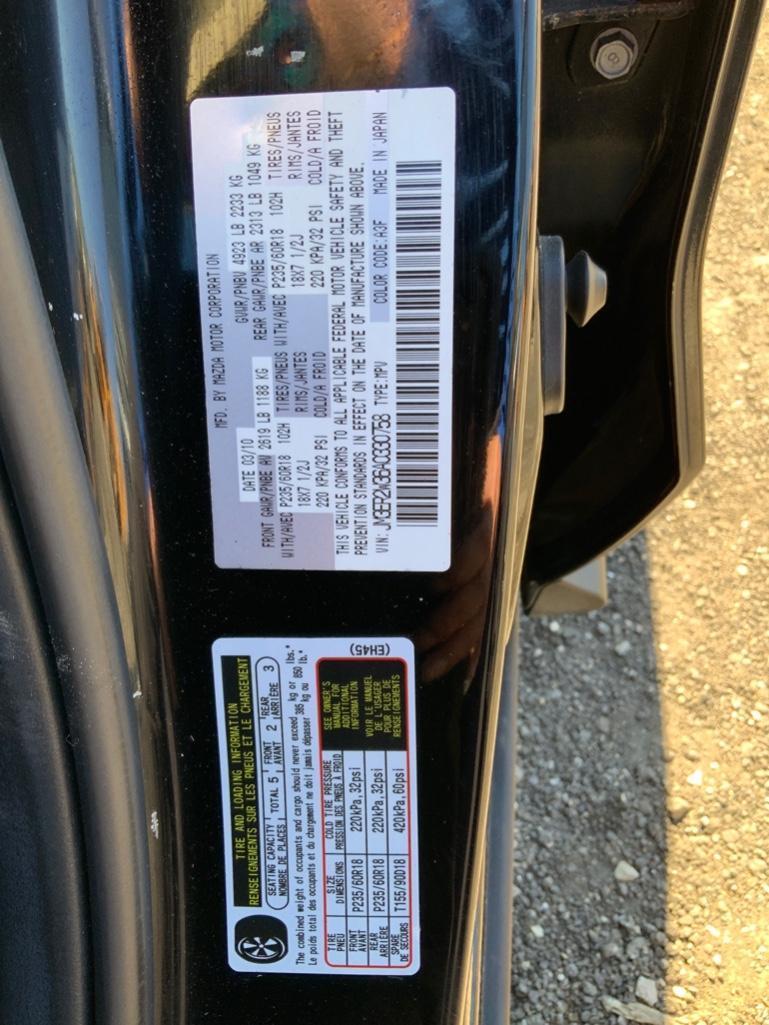 MFD. BY MAZDA MOTOR CORPORATION
DATE 03/10 GVWR/PNBV 4923 LB 2233 KG
FRONT GAWR/PNBE AV 2619 LB 1188 KG REAR GAWR/PNBE AR 2313 LB 1049 KG
WITH/AVEC P235/60R18 102H TIRES/PNEUS WITH/AVEC P235/60R18 102H TIRES/PNEUS
18X7 1/2J RIMS/JANTES 18X7 1/2J RIMS/JANTES
220 KPA/32 PSI COLD/A FROID 220 KPA/32 PSI COLD/A FROID
THIS VEHICLE CONFORMS TO ALL APPLICABLE FEDERAL MOTOR VEHICLE SAFETY AND THEFT
PREVENTION STANDARDS IN EFFECT ON THE DATE OF MANUFACTURE SHOWN ABOVE.
VIN: JM3ER2W36A0330758 TYPE:MPV COLOR CODE:A3F MADE IN JAPAN
TIRE AND LOADING INFORMATION
RENSEIGNEMENTS SUR LES PNEUS ET LE CHARGEMENT
SEATING CAPACITY TOTAL 5 FRONT 2 REAR 3
NOMBRE DE PLACES AVANT ARRIÈRE
The combined weight of occupants and cargo should never exceed 385 kg or 850 lbs.*
Le poids total des occupants et du chargement ne doit jamais dépasser 385 kg ou 850 lb.*
TIRE SIZE COLD TIRE PRESSURE
PNEU DIMENSIONS PRESSION DES PNEUS À FROID
FRONT AVANT P235/60R18 220kPa,32psi
REAR ARRIÈRE P235/60R18 220kPa,32psi
SPARE DE SECOURS T155/90D18 420kPa,60psi
SEE OWNER'S
MANUAL FOR
ADDITIONAL
INFORMATION
VOIR LE MANUEL
DE L'USAGER
POUR PLUS DE
RENSEIGNEMENTS
(EH45)
8